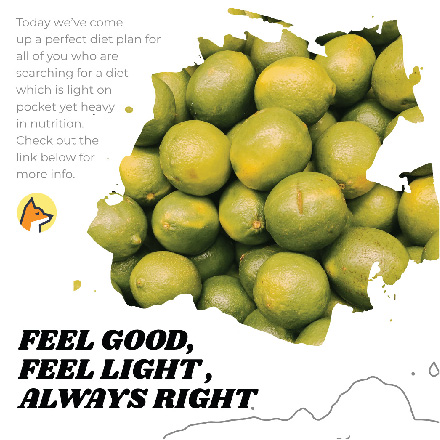 Today we've come
up a perfect diet plan for
all of you who are
searching for a diet
which is light on
pocket yet heavy
in nutrition.
Check out the
link below for
more info.
FEEL GOOD,
FEEL LIGHT,
ALWAYS RIGHT